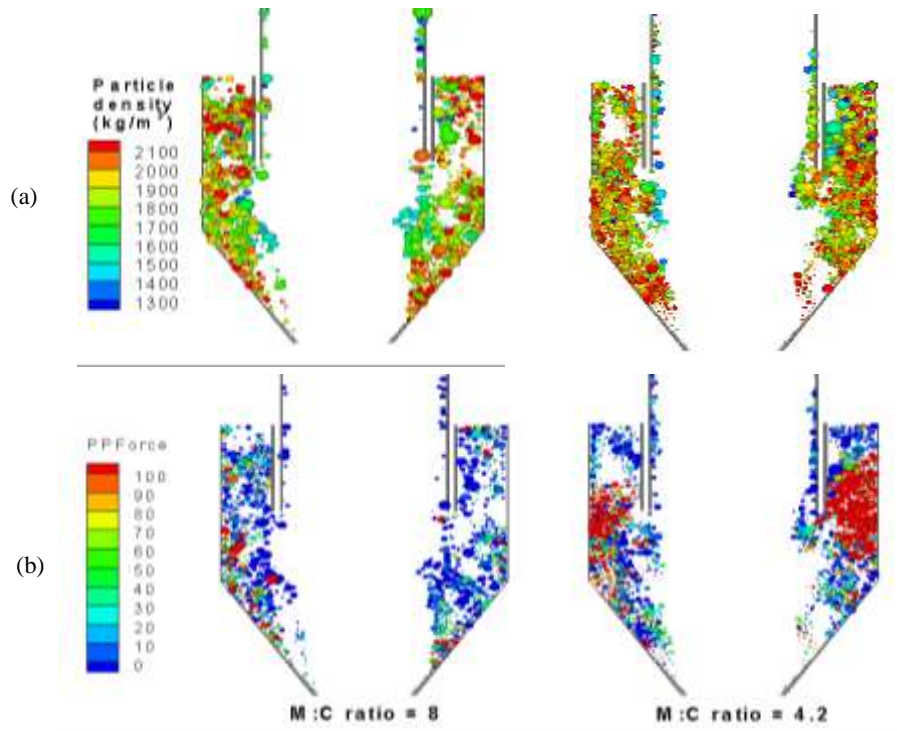 Particle
density
(kg/m³)
2100
2000
1900
1800
1700
1600
1500
1400
1300
(a)
PPForce
100
90
80
70
60
50
40
30
20
10
0
(b)
M:C ratio = 8
M:C ratio = 4.2